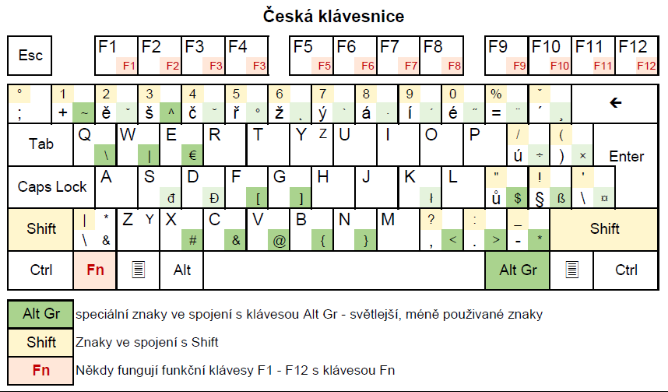 Česká klávesnice
Esc F1 F2 F3 F4 F5 F6 F7 F8 F9 F10 F11 F12
F1 F2 F3 F3 F5 F6 F7 F8 F9 F10 F11 F12
° 1 2 3 4 5 6 7 8 9 0 % ˇ
; + ~ ě ˇ š ^ č ˘ ř ° ž ˛ ý ` á · í ´ é ˝ = ¨ ´ ¸ ←
Tab Q W E R T Y Z U I O P / ( Enter
\ | € ú ÷ ) ×
Caps Lock A S D F G H J K L " ! '
đ Đ [ ] ł ů $ § ß \ ¤
Shift | * Z Y X C V B N M ? : _ Shift
\ & # & @ { } , < . > - *
Ctrl Fn Alt Alt Gr Ctrl
Alt Gr speciální znaky ve spojení s klávesou Alt Gr - světlejší, méně použivané znaky
Shift Znaky ve spojení s Shift
Fn Někdy fungují funkční klávesy F1 - F12 s klávesou Fn